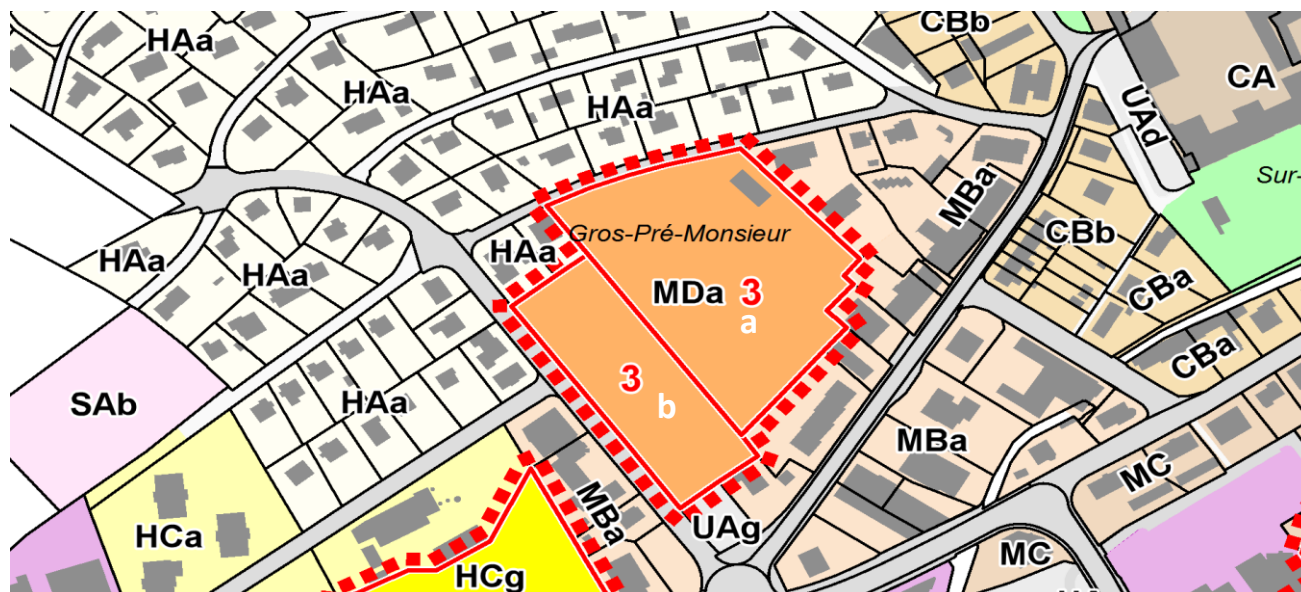 HAa
CBb
CA
HAa
HAa
UAd
Sur-
MBa
Gros-Pré-Monsieur
CBb
HAa
HAa
HAa
MDa 3
a
CBa
3
b
CBa
SAb
HAa
MBa
MC
HCa
MBa
UAg
MC
HCg